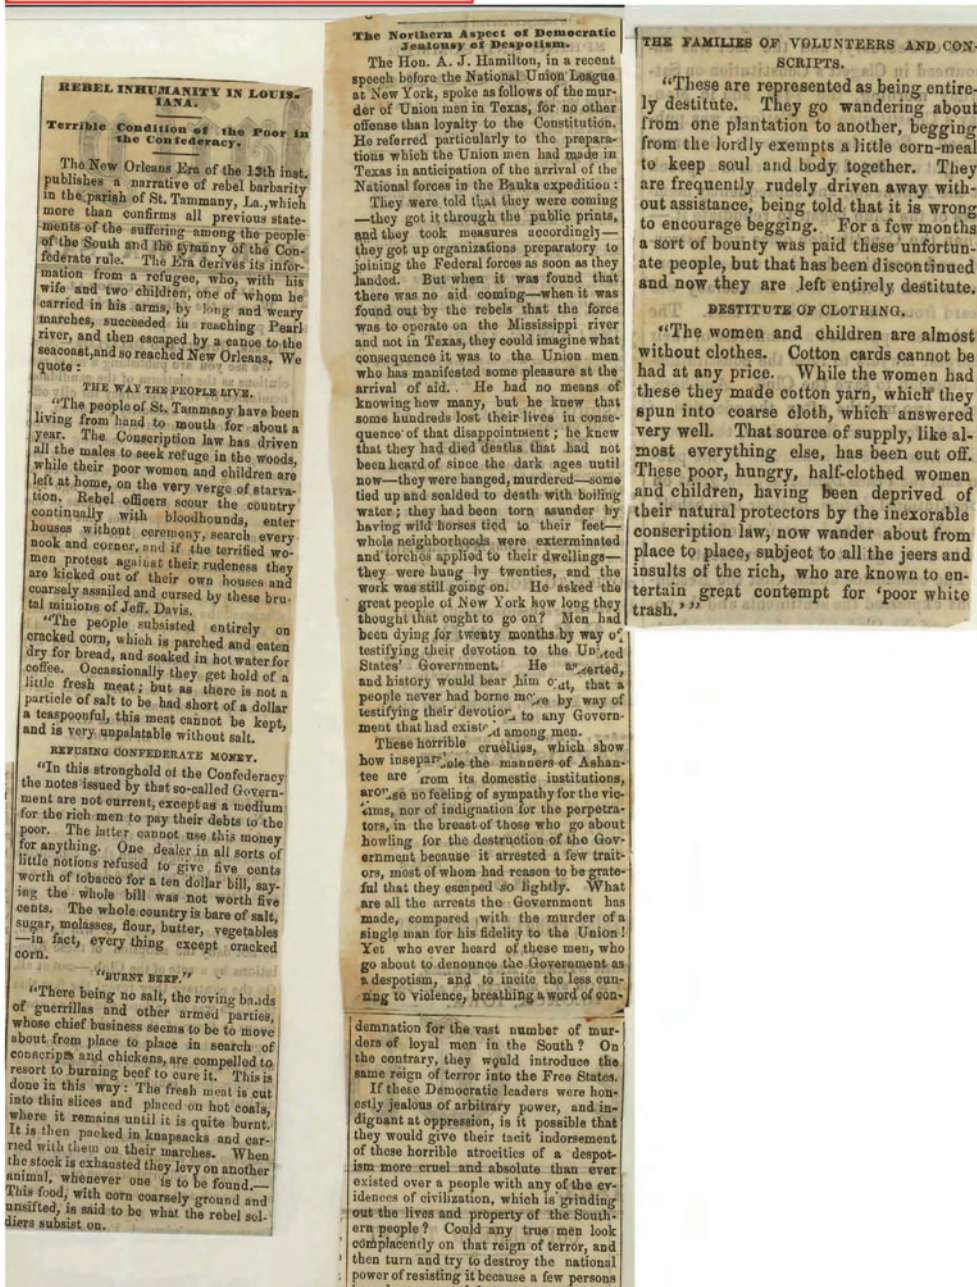 REBEL INHUMANITY IN LOUIS-
IANA.
Terrible Condition of the Poor in
the Confederacy.
The New Orleans Era of the 13th inst.
publishes a narrative of rebel barbarity
in the parish of St. Tammany, La.,which
more than confirms all previous state-
ments of the suffering among the people
of the South and the tyranny of the Con-
federate rule. The Era derives its infor-
mation from a refugee, who, with his
wife and two children, one of whom he
carried in his arms, by long and weary
marches, succeeded in reaching Pearl
river, and then escaped by a canoe to the
seacoast,and so reached New Orleans. We
quote :
THE WAY THE PEOPLE LIVE.
"The people of St. Tammany have been
living from hand to mouth for about a
year. The Conscription law has driven
all the males to seek refuge in the woods,
while their poor women and children are
left at home, on the very verge of starva-
tion. Rebel officers scour the country
continually with bloodhounds, enter
houses without ceremony, search every
nook and corner, and if the terrified wo-
men protest against their rudeness they
are kicked out of their own houses and
coarsely assailed and cursed by these bru-
tal minions of Jeff. Davis.
"The people subsisted entirely on
cracked corn, which is parched and eaten
dry for bread, and soaked in hot water for
coffee. Occassionally they get hold of a
little fresh meat; but as there is not a
particle of salt to be had short of a dollar
a teaspoonful, this meat cannot be kept,
and is very unpalatable without salt.
REFUSING CONFEDERATE MONEY.
"In this stronghold of the Confederacy
the notes issued by that so-called Govern-
ment are not current, except as a medium
for the rich men to pay their debts to the
poor. The latter cannot use this money
for anything. One dealer in all sorts of
little notions refused to give five cents
worth of tobacco for a ten dollar bill, say-
ing the whole bill was not worth five
cents. The whole country is bare of salt,
sugar, molasses, flour, butter, vegetables
—in fact, every thing except cracked
corn.
"BURNT BEEF."
"There being no salt, the roving bands
of guerrillas and other armed parties,
whose chief business seems to be to move
about from place to place in search of
conscripts and chickens, are compelled to
resort to burning beef to cure it. This is
done in this way: The fresh meat is cut
into thin slices and placed on hot coals,
where it remains until it is quite burnt.
It is then packed in knapsacks and car-
ried with them on their marches. When
the stock is exhausted they levy on another
animal, whenever one is to be found.—
This food, with corn coarsely ground and
unsifted, is said to be what the rebel sol-
diers subsist on.
The Northern Aspect of Democratic
Jealousy of Despotism.
The Hon. A. J. Hamilton, in a recent
speech before the National Union League
at New York, spoke as follows of the mur-
der of Union men in Texas, for no other
offense than loyalty to the Constitution.
He referred particularly to the prepara-
tions which the Union men had made in
Texas in anticipation of the arrival of the
National forces in the Banks expedition :
They were told that they were coming
—they got it through the public prints,
and they took measures accordingly—
they got up organizations preparatory to
joining the Federal forces as soon as they
landed. But when it was found that
there was no aid coming—when it was
found out by the rebels that the force
was to operate on the Mississippi river
and not in Texas, they could imagine what
consequence it was to the Union men
who has manifested some pleasure at the
arrival of aid. He had no means of
knowing how many, but he knew that
some hundreds lost their lives in conse-
quence of that disappointment ; he knew
that they had died deaths that had not
been heard of since the dark ages until
now—they were hanged, murdered—some
tied up and scalded to death with boiling
water ; they had been torn asunder by
having wild horses tied to their feet—
whole neighborhoods were exterminated
and torches applied to their dwellings—
they were hung by twenties, and the
work was still going on. He asked the
great people of New York how long they
thought that ought to go on? Men had
been dying for twenty months by way of
testifying their devotion to the United
States' Government. He asserted,
and history would bear him out, that a
people never had borne more by way of
testifying their devotion to any Govern-
ment that had existed among men.
These horrible cruelties, which show
how inseparable the manners of Ashan-
tee are from its domestic institutions,
arouse no feeling of sympathy for the vic-
tims, nor of indignation for the perpetra-
tors, in the breast of those who go about
howling for the destruction of the Gov-
ernment because it arrested a few trait-
ors, most of whom had reason to be grate-
ful that they escaped so lightly. What
are all the arrests the Government has
made, compared with the murder of a
single man for his fidelity to the Union!
Yet who ever heard of these men, who
go about to denounce the Government as
a despotism, and to incite the less cun-
ning to violence, breathing a word of con-
demnation for the vast number of mur-
ders of loyal men in the South? On
the contrary, they would introduce the
same reign of terror into the Free States.
If these Democratic leaders were hon-
estly jealous of arbitrary power, and in-
dignant at oppression, is it possible that
they would give their tacit indorsement
of these horrible atrocities of a despot-
ism more cruel and absolute than ever
existed over a people with any of the ev-
idences of civilization, which is grinding
out the lives and property of the South-
ern people? Could any true men look
complacently on that reign of terror, and
then turn and try to destroy the national
power of resisting it because a few persons
THE FAMILIES OF VOLUNTEERS AND CON-
SCRIPTS.
"These are represented as being entire-
ly destitute. They go wandering about
from one plantation to another, begging
from the lordly exempts a little corn-meal
to keep soul and body together. They
are frequently rudely driven away with-
out assistance, being told that it is wrong
to encourage begging. For a few months
a sort of bounty was paid these unfortun-
ate people, but that has been discontinued
and now they are left entirely destitute.
DESTITUTE OF CLOTHING.
"The women and children are almost
without clothes. Cotton cards cannot be
had at any price. While the women had
these they made cotton yarn, which they
spun into coarse cloth, which answered
very well. That source of supply, like al-
most everything else, has been cut off.
These poor, hungry, half-clothed women
and children, having been deprived of
their natural protectors by the inexorable
conscription law, now wander about from
place to place, subject to all the jeers and
insults of the rich, who are known to en-
tertain great contempt for 'poor white
trash.'"